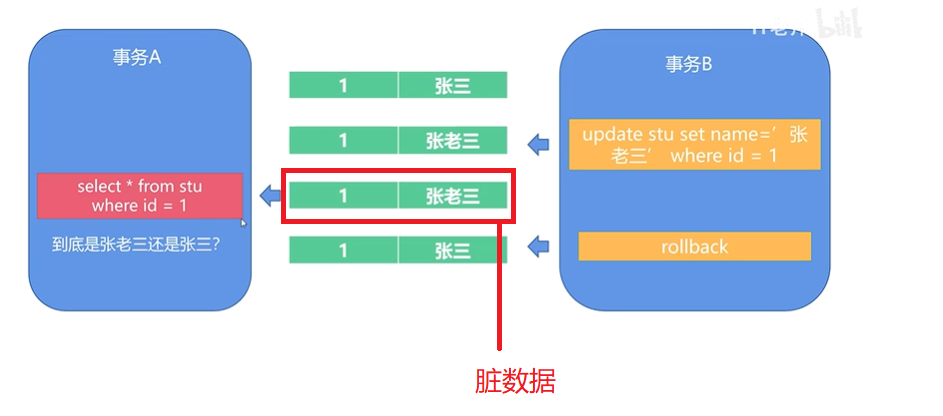 事务A
事务B
1 张三
1 张老三
update stu set name=’张
老三’ where id = 1
select * from stu
where id = 1
1 张老三
到底是张老三还是张三?
1 张三
rollback
脏数据